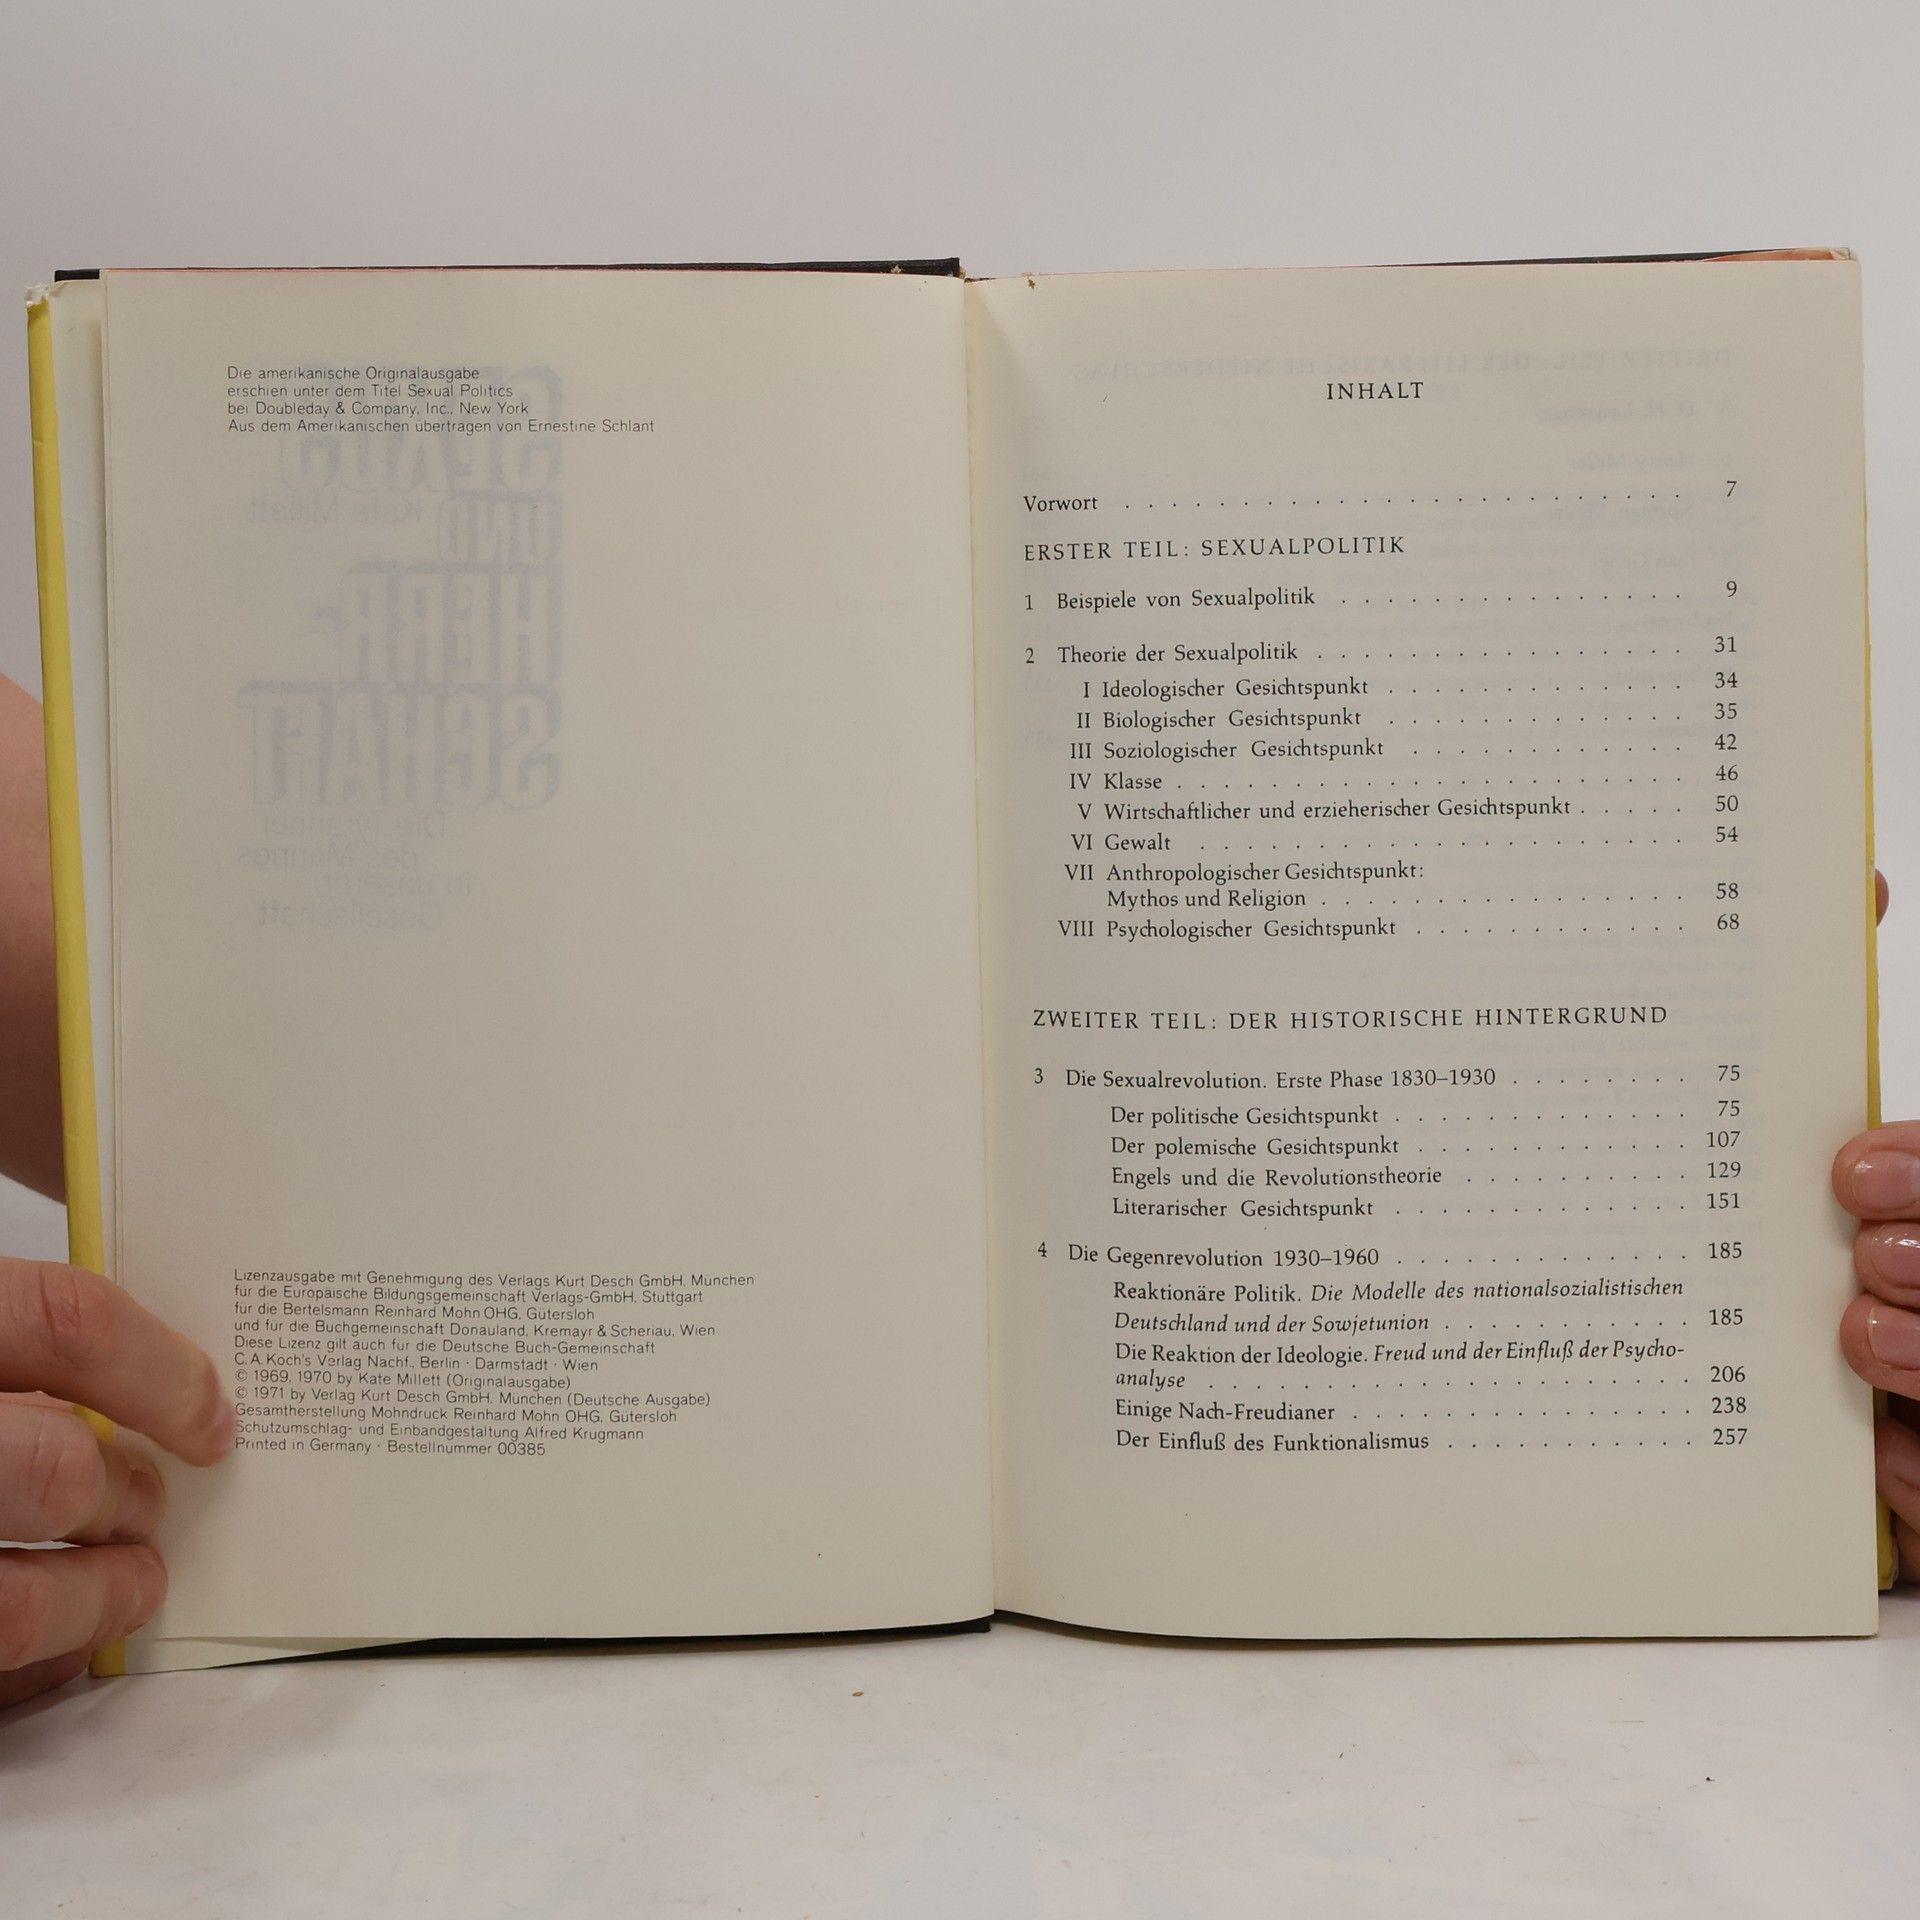 Die amerikanische Originalausgabe
erschien unter dem Titel Sexual Politics
bei Doubleday & Company, Inc., New York
Aus dem Amerikanischen übertragen von Ernestine Schlant
Lizenzausgabe mit Genehmigung des Verlags Kurt Desch GmbH, München
für die Europäische Bildungsgemeinschaft Verlags-GmbH, Stuttgart
für die Bertelsmann Reinhard Mohn OHG, Gütersloh
und für die Buchgemeinschaft Donauland, Kremayr & Scheriau, Wien
Diese Lizenz gilt auch für die Deutsche Buch-Gemeinschaft
C. A. Koch's Verlag Nachf., Berlin · Darmstadt · Wien
© 1969, 1970 by Kate Millett (Originalausgabe)
© 1971 by Verlag Kurt Desch GmbH, München (Deutsche Ausgabe)
Gesamtherstellung Mohndruck Reinhard Mohn OHG, Gütersloh
Schutzumschlag- und Einbandgestaltung Alfred Krugmann
Printed in Germany · Bestellnummer 00385
INHALT
Vorwort . . . . . . . . . . . . . . . . . . . . . . . . 7
ERSTER TEIL: SEXUALPOLITIK
1 Beispiele von Sexualpolitik . . . . . . . . . . . . . . . 9
2 Theorie der Sexualpolitik . . . . . . . . . . . . . . . . 31
I Ideologischer Gesichtspunkt . . . . . . . . . . . . . 34
II Biologischer Gesichtspunkt . . . . . . . . . . . . . 35
III Soziologischer Gesichtspunkt . . . . . . . . . . . . 42
IV Klasse . . . . . . . . . . . . . . . . . . . . . . 46
V Wirtschaftlicher und erzieherischer Gesichtspunkt . . . . . 50
VI Gewalt . . . . . . . . . . . . . . . . . . . . . 54
VII Anthropologischer Gesichtspunkt:
Mythos und Religion . . . . . . . . . . . . . . . . 58
VIII Psychologischer Gesichtspunkt . . . . . . . . . . . . 68
ZWEITER TEIL: DER HISTORISCHE HINTERGRUND
3 Die Sexualrevolution. Erste Phase 1830–1930 . . . . . . . . 75
Der politische Gesichtspunkt . . . . . . . . . . . . . 75
Der polemische Gesichtspunkt . . . . . . . . . . . . 107
Engels und die Revolutionstheorie . . . . . . . . . . 129
Literarischer Gesichtspunkt . . . . . . . . . . . . . 151
4 Die Gegenrevolution 1930–1960 . . . . . . . . . . . . . 185
Reaktionäre Politik. Die Modelle des nationalsozialistischen
Deutschland und der Sowjetunion . . . . . . . . . . . 185
Die Reaktion der Ideologie. Freud und der Einfluß der Psycho-
analyse . . . . . . . . . . . . . . . . . . . . . 206
Einige Nach-Freudianer . . . . . . . . . . . . . . . 238
Der Einfluß des Funktionalismus . . . . . . . . . . . 257